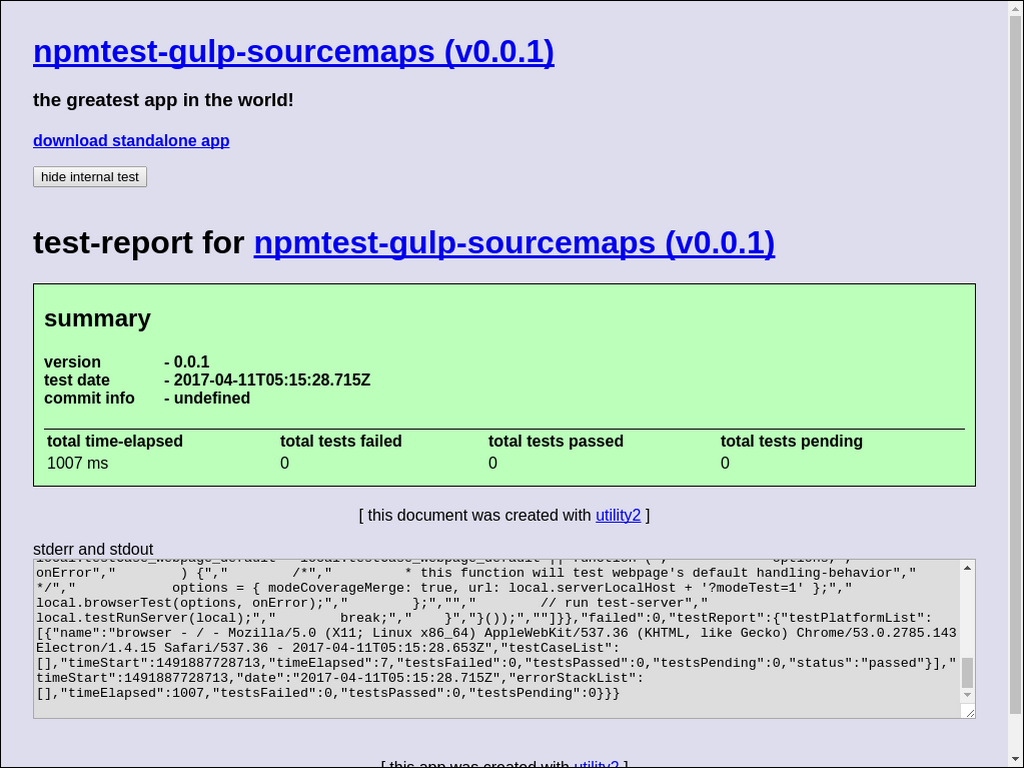 npmtest-gulp-sourcemaps (v0.0.1)
the greatest app in the world!
download standalone app
hide internal test
test-report for npmtest-gulp-sourcemaps (v0.0.1)
summary
version - 0.0.1
test date - 2017-04-11T05:15:28.715Z
commit info - undefined
total time-elapsed total tests failed total tests passed total tests pending
1007 ms 0 0 0
[ this document was created with utility2 ]
stderr and stdout
onError","        ) {","        /*","         * this function will test webpage's default handling-behavior","
*/","            options = { modeCoverageMerge: true, url: local.serverLocalHost + '?modeTest=1' };","
local.browserTest(options, onError);","        };","","        // run test-server","
local.testRunServer(local);","        break;","    }","}());",""]}},"failed":0,"testReport":{"testPlatformList":
[{"name":"browser - / - Mozilla/5.0 (X11; Linux x86_64) AppleWebKit/537.36 (KHTML, like Gecko) Chrome/53.0.2785.143
Electron/1.4.15 Safari/537.36 - 2017-04-11T05:15:28.653Z","testCaseList":
[],"timeStart":1491887728713,"timeElapsed":7,"testsFailed":0,"testsPassed":0,"testsPending":0,"status":"passed"}],"
timeStart":1491887728713,"date":"2017-04-11T05:15:28.715Z","errorStackList":
[],"timeElapsed":1007,"testsFailed":0,"testsPassed":0,"testsPending":0}}}
[ this app was created with utility2 ]